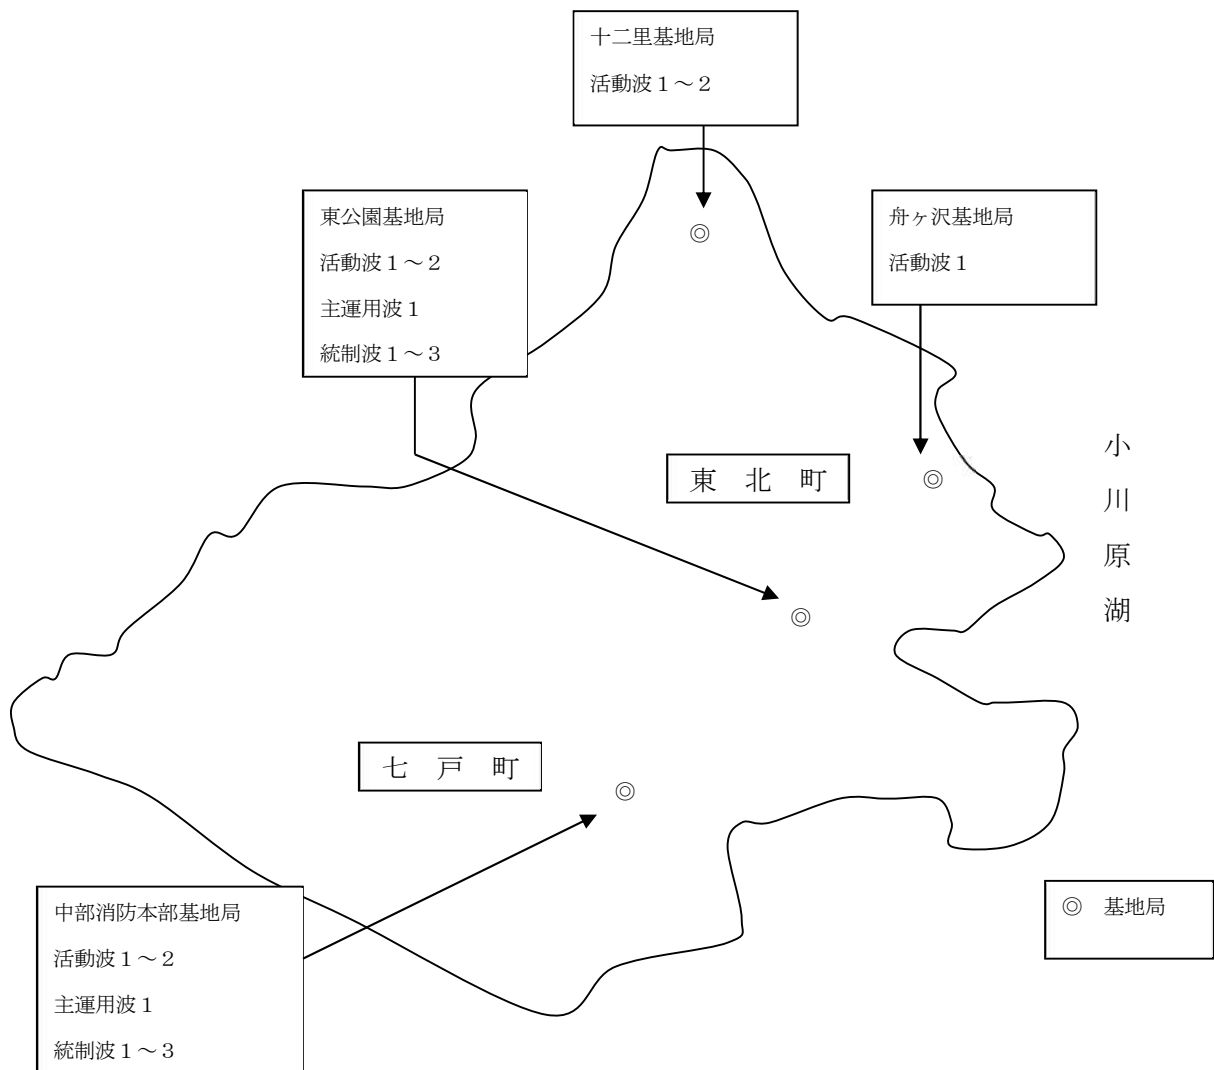 十二里基地局
活動波１～２
東公園基地局
活動波１～２
主運用波１
統制波１～３
舟ヶ沢基地局
活動波１
小川原湖
東　北　町
七　戸　町
中部消防本部基地局
活動波１～２
主運用波１
統制波１～３
◎　基地局